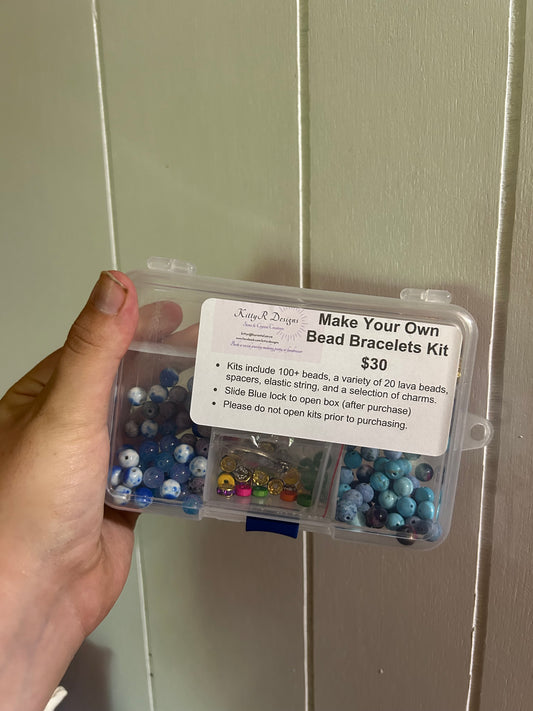 KittyR Designs
Make Your Own
Bead Bracelets Kit
$30
• Kits include 100+ beads, a variety of 20 lava beads,
spacers, elastic string, and a selection of charms.
• Slide Blue lock to open box (after purchase)
• Please do not open kits prior to purchasing.